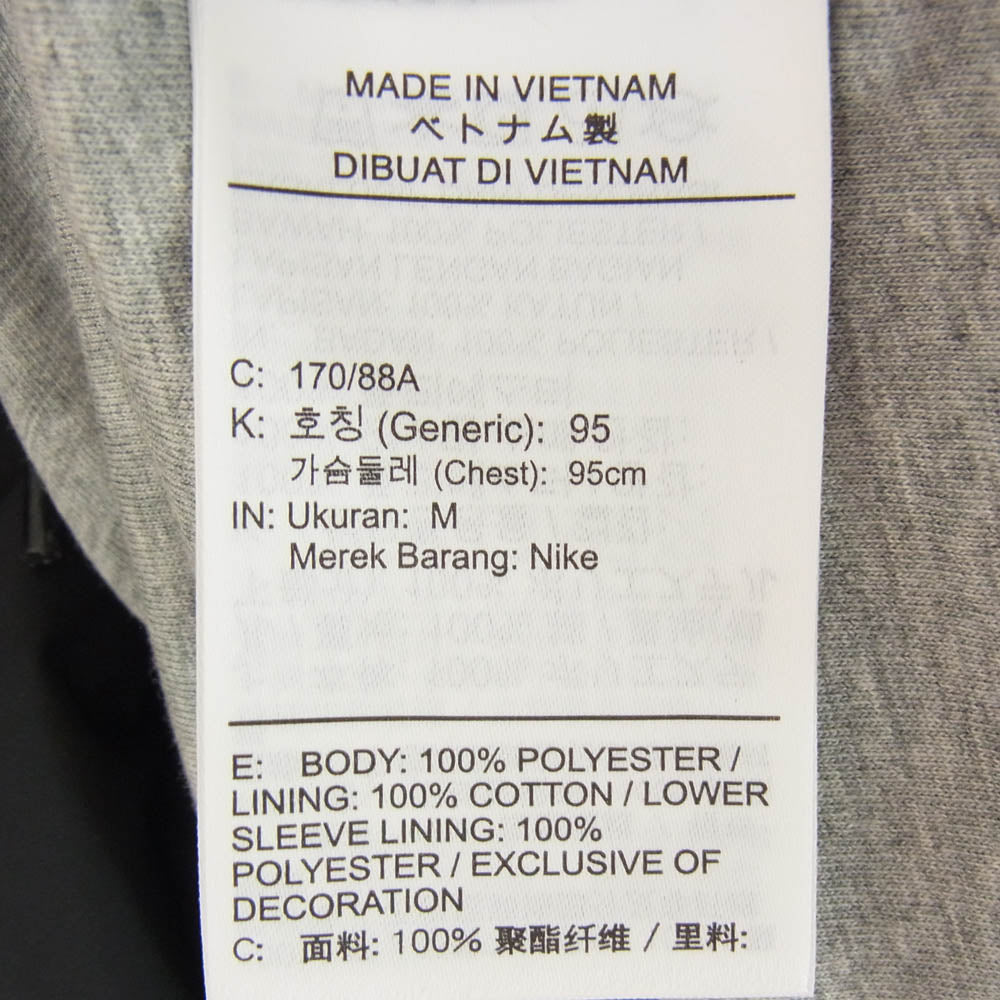 MADE IN VIETNAM
ベトナム製
DIBUAT DI VIETNAM
C: 170/88A
K: 호칭 (Generic): 95
가슴둘레 (Chest): 95cm
IN: Ukuran: M
Merek Barang: Nike
E: BODY: 100% POLYESTER /
LINING: 100% COTTON / LOWER
SLEEVE LINING: 100%
POLYESTER / EXCLUSIVE OF
DECORATION
C: 面料: 100% 聚酯纤维 / 里料: